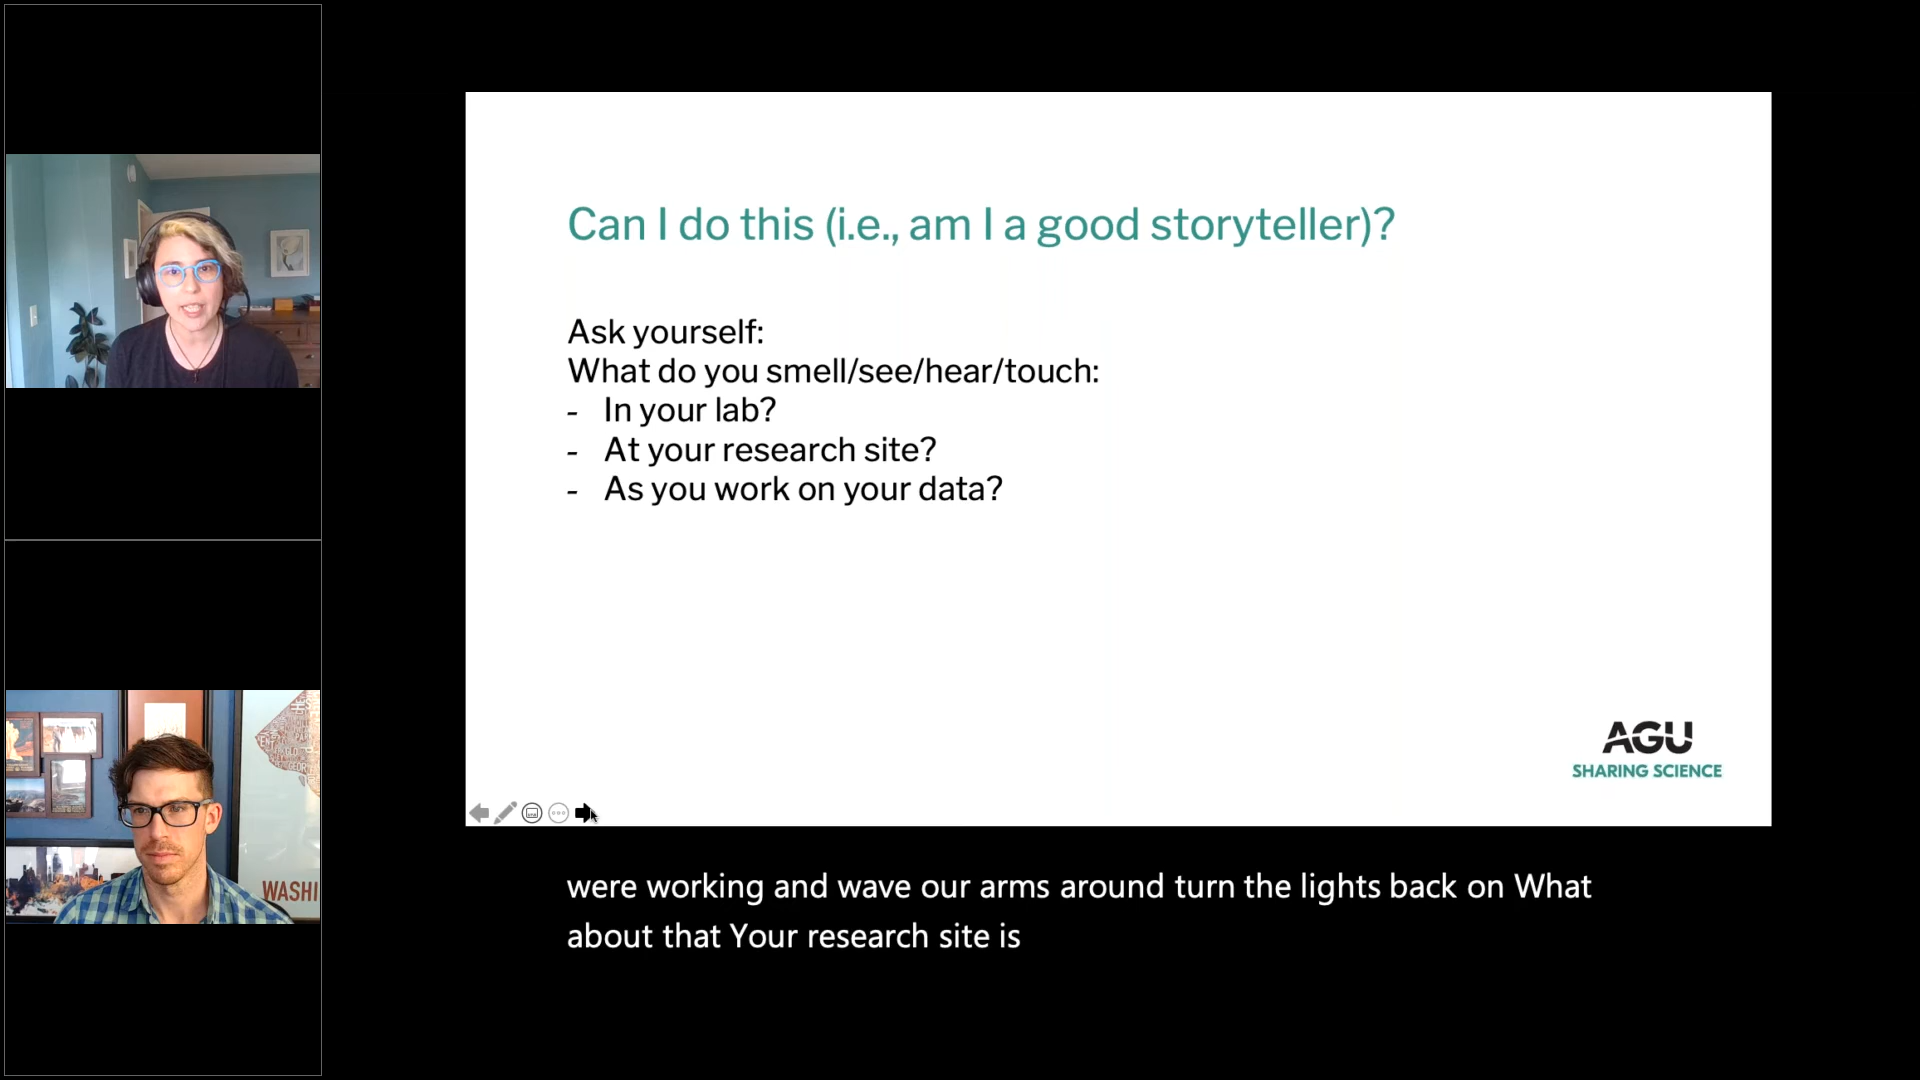 Can I do this (i.e., am I a good storyteller)?
Ask yourself:
What do you smell/see/hear/touch:
- In your lab?
- At your research site?
- As you work on your data?
AGU
SHARING SCIENCE
were working and wave our arms around turn the lights back on What
about that Your research site is
WASHI